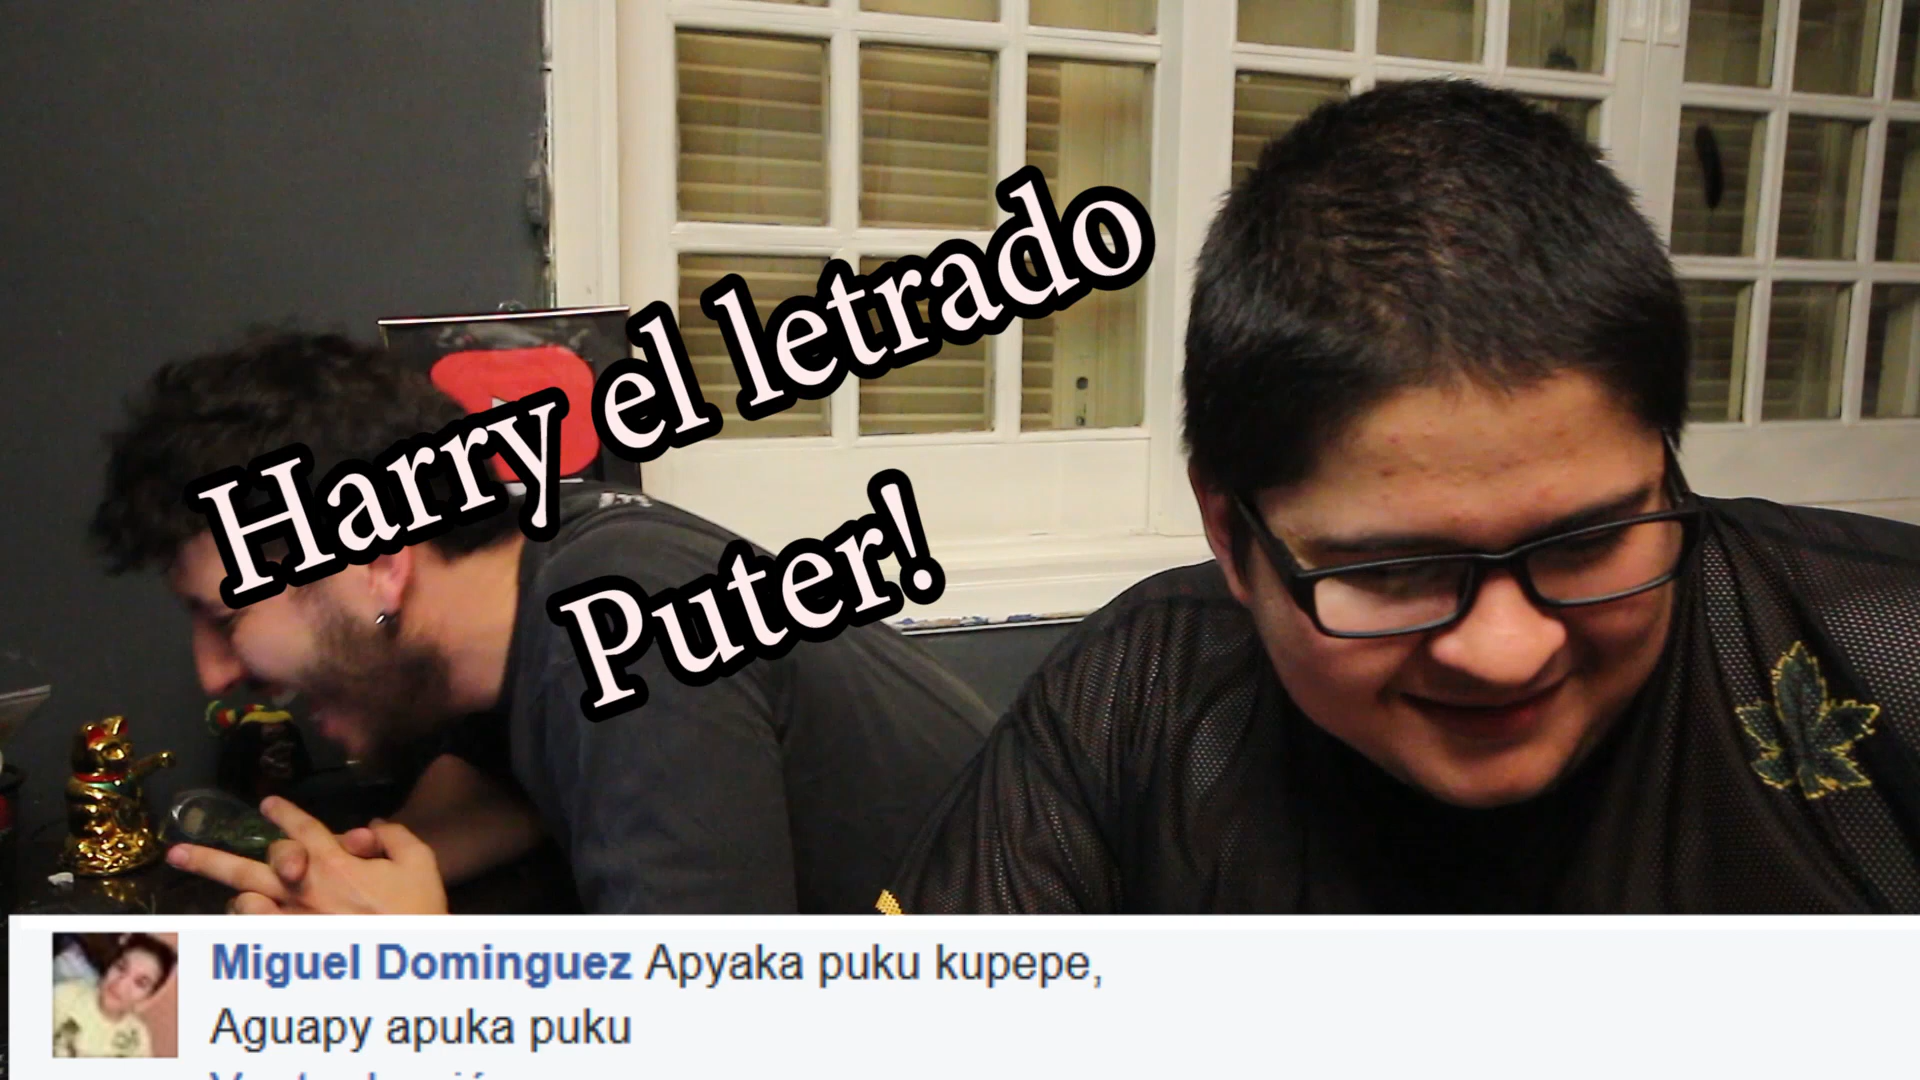 Harry el letrado
Puter!
Miguel Dominguez Apyaka puku kupepe,
Aguapy apuka puku